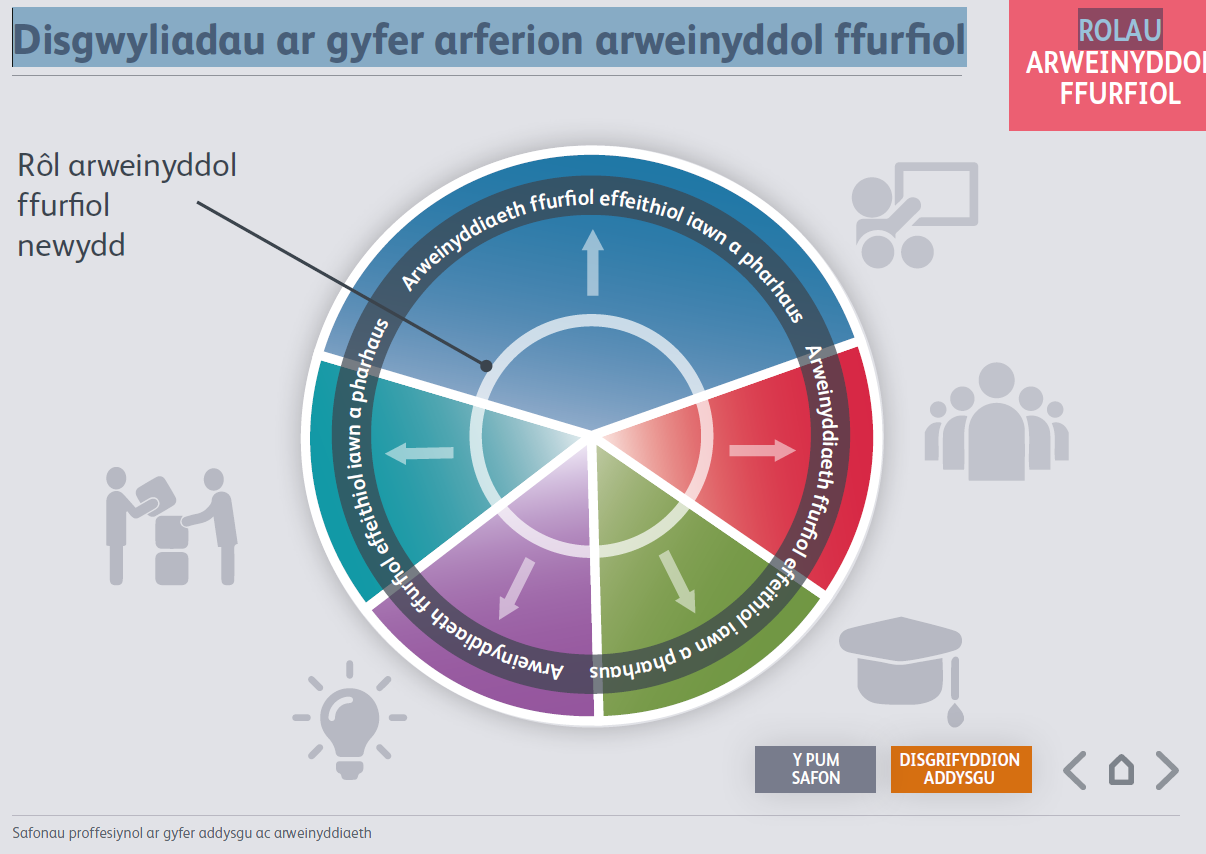 Disgwyliadau ar gyfer arferion arweinyddol ffurfiol
ROLAU
ARWEINYDDOL
FFURFIOL
Rôl arweinyddol
ffurfiol
newydd
Arweinyddiaeth ffurfiol effeithiol iawn a pharhaus
Arweinyddiaeth ffurfiol effeithiol iawn a pharhaus
Arweinyddiaeth ffurfiol effeithiol iawn a pharhaus
Y PUM
SAFON
DISGRIFYDDION
ADDYSGU
Safonau proffesiynol ar gyfer addysgu ac arweinyddiaeth